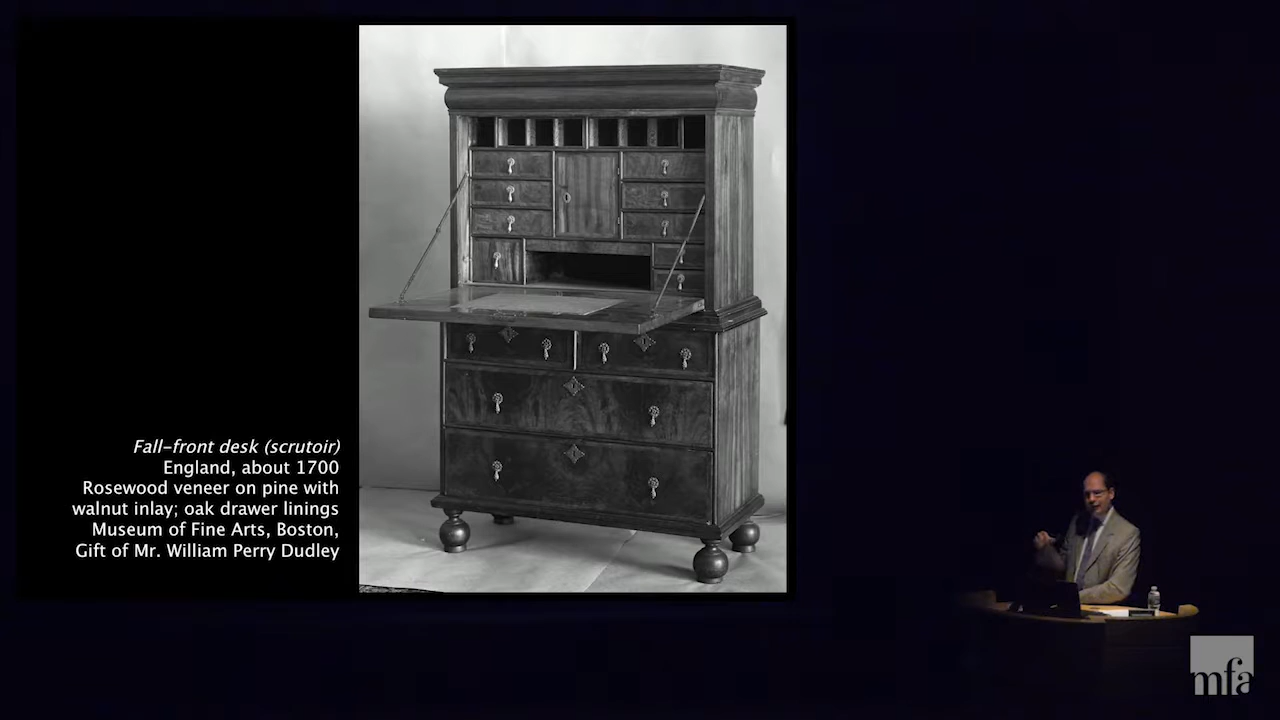 Fall-front desk (scrutoir)
England, about 1700
Rosewood veneer on pine with
walnut inlay; oak drawer linings
Museum of Fine Arts, Boston,
Gift of Mr. William Perry Dudley
mfa